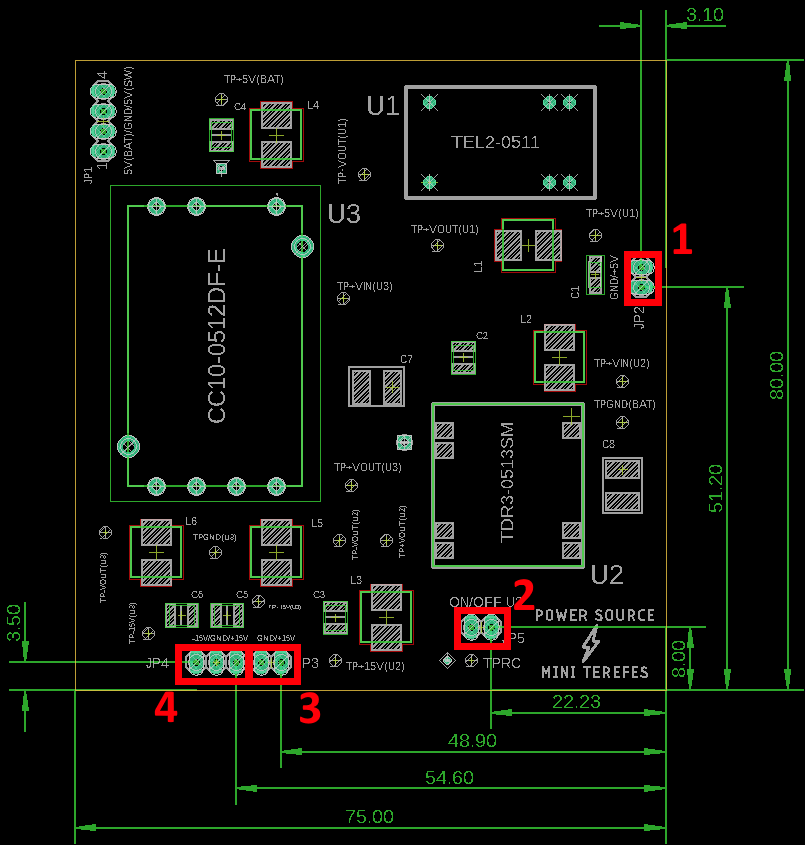 3.10
TP+5V(BAT)
4
5V(BAT)/GND/5V(SW)
1
JP1
C4
L4
TP-VOUT(U1)
U1
TEL2-0511
U3
CC10-0512DF-E
TP+VOUT(U1)
L1
TP+5V(U1)
C1
GND/+5V
JP2
1
TP+VIN(U3)
L2
C2
C7
TP+VIN(U2)
TPGND(BAT)
80.00
51.20
TDR3-0513SM
C8
TP+VOUT(U3)
U2
L6
TPGND(U3)
L5
TP-VOUT(U3)
TP-VOUT(U2)
TP+VOUT(U2)
L3
C6
C5
C3
TP-15V(U3)
TP-15V(U3)
-15V/GND/+15V
GND/+15V
JP4
P3
TP+15V(U2)
4
3
ON/OFF U
2
P5
TPRC
POWER SOURCE
MINI TEREFES
3.50
8.00
22.23
48.90
54.60
75.00